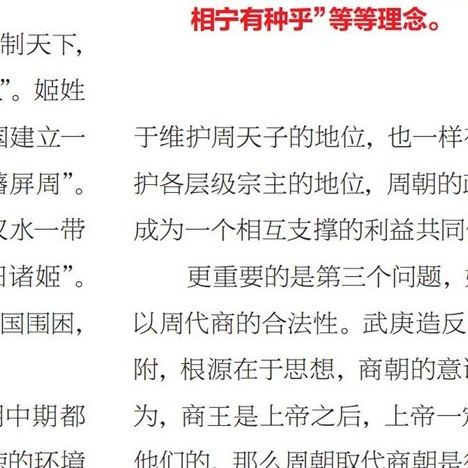 相宁有种乎”等等理念。
制天下,
”。姬姓
国建立一
藩屏周”。
汉水一带
阳诸姬”。
国围困,
期中期都
的环境
于维护周天子的地位,也一样
护各层级宗主的地位,周朝的
成为一个相互支撑的利益共同
更重要的是第三个问题,
以周代商的合法性。武庚造反
附,根源在于思想,商朝的意
为,商王是上帝之后,上帝一
他们的。那么周朝取代商朝是